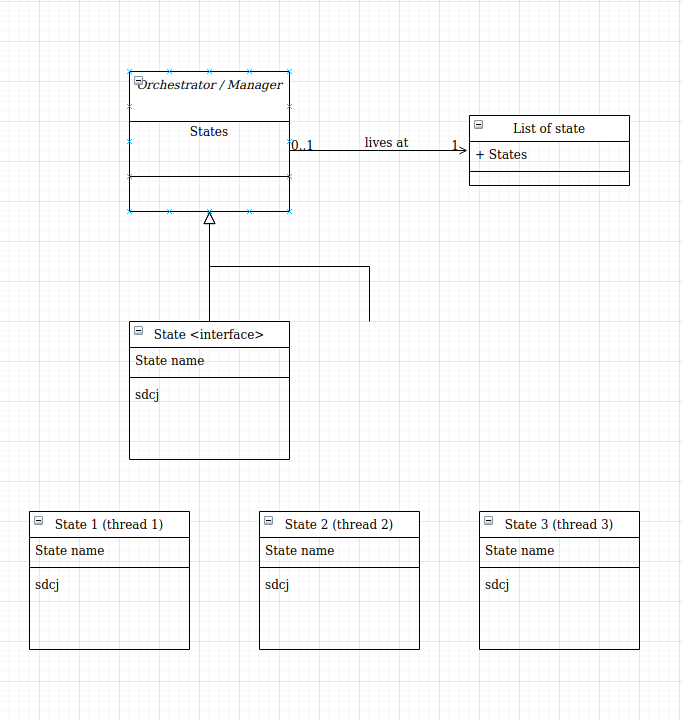 Orchestrator / Manager
States
0..1
lives at
1
List of state
+ States
State <interface>
State name
sdcj
State 1 (thread 1)
State name
sdcj
State 2 (thread 2)
State name
sdcj
State 3 (thread 3)
State name
sdcj